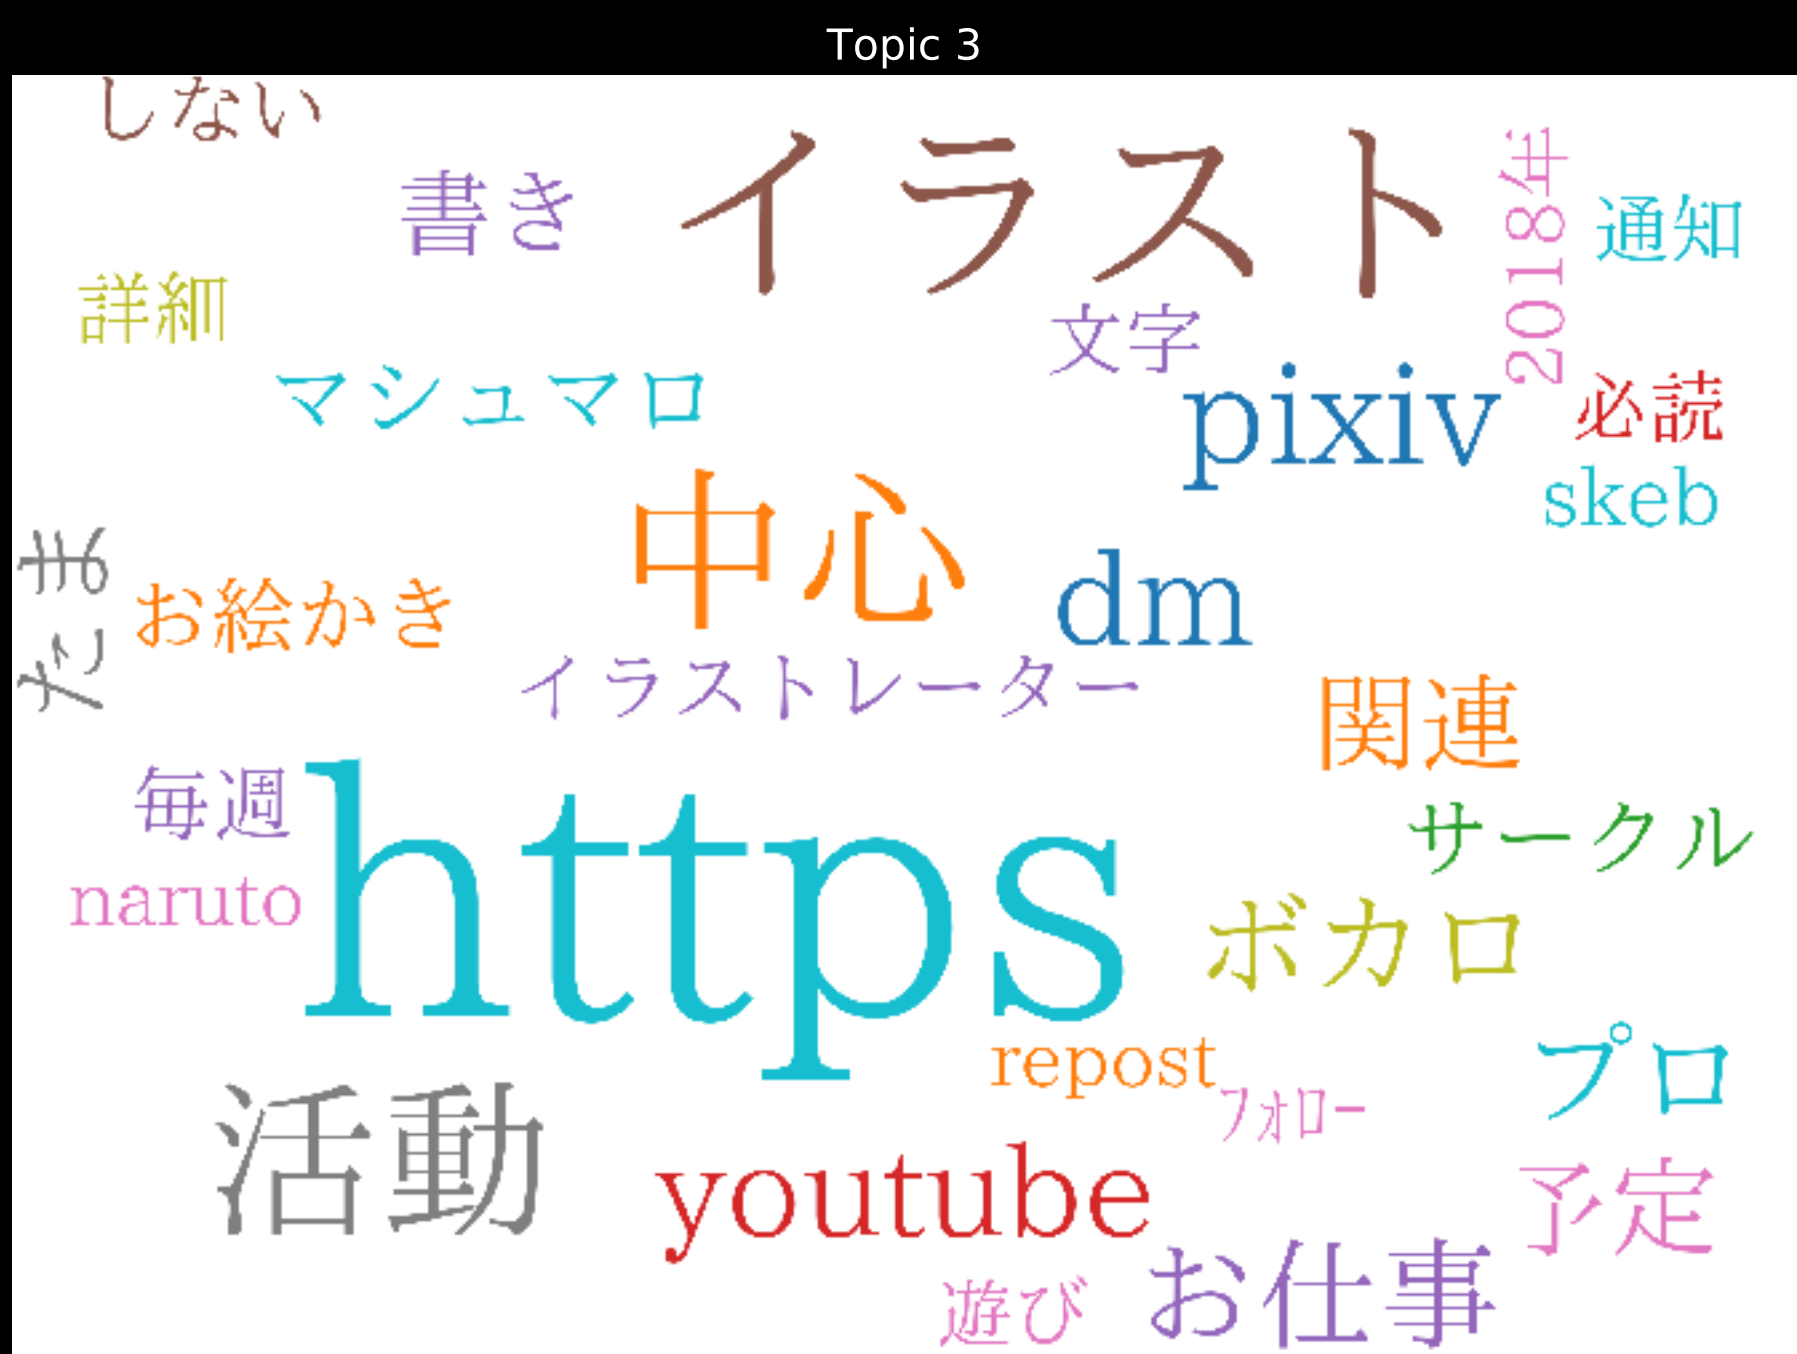 Topic 3
しない
イラスト
2018年
書き
通知
詳細
文字
マシュマロ
pixiv
必読
skeb
中心
たま
お絵かき
dm
イラストレーター
関連
毎週
https
サークル
naruto
ボカロ
プロ
repost
フォロー
活動
youtube
予定
お仕事
遊び